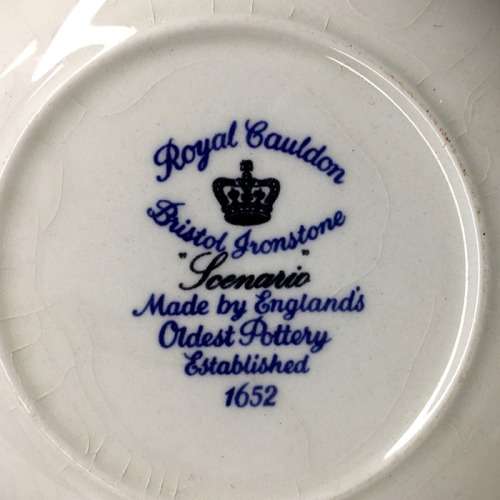 Royal Cauldon
Bristol Ironstone
"Scenario"
Made by England's
Oldest Pottery
Established
1652